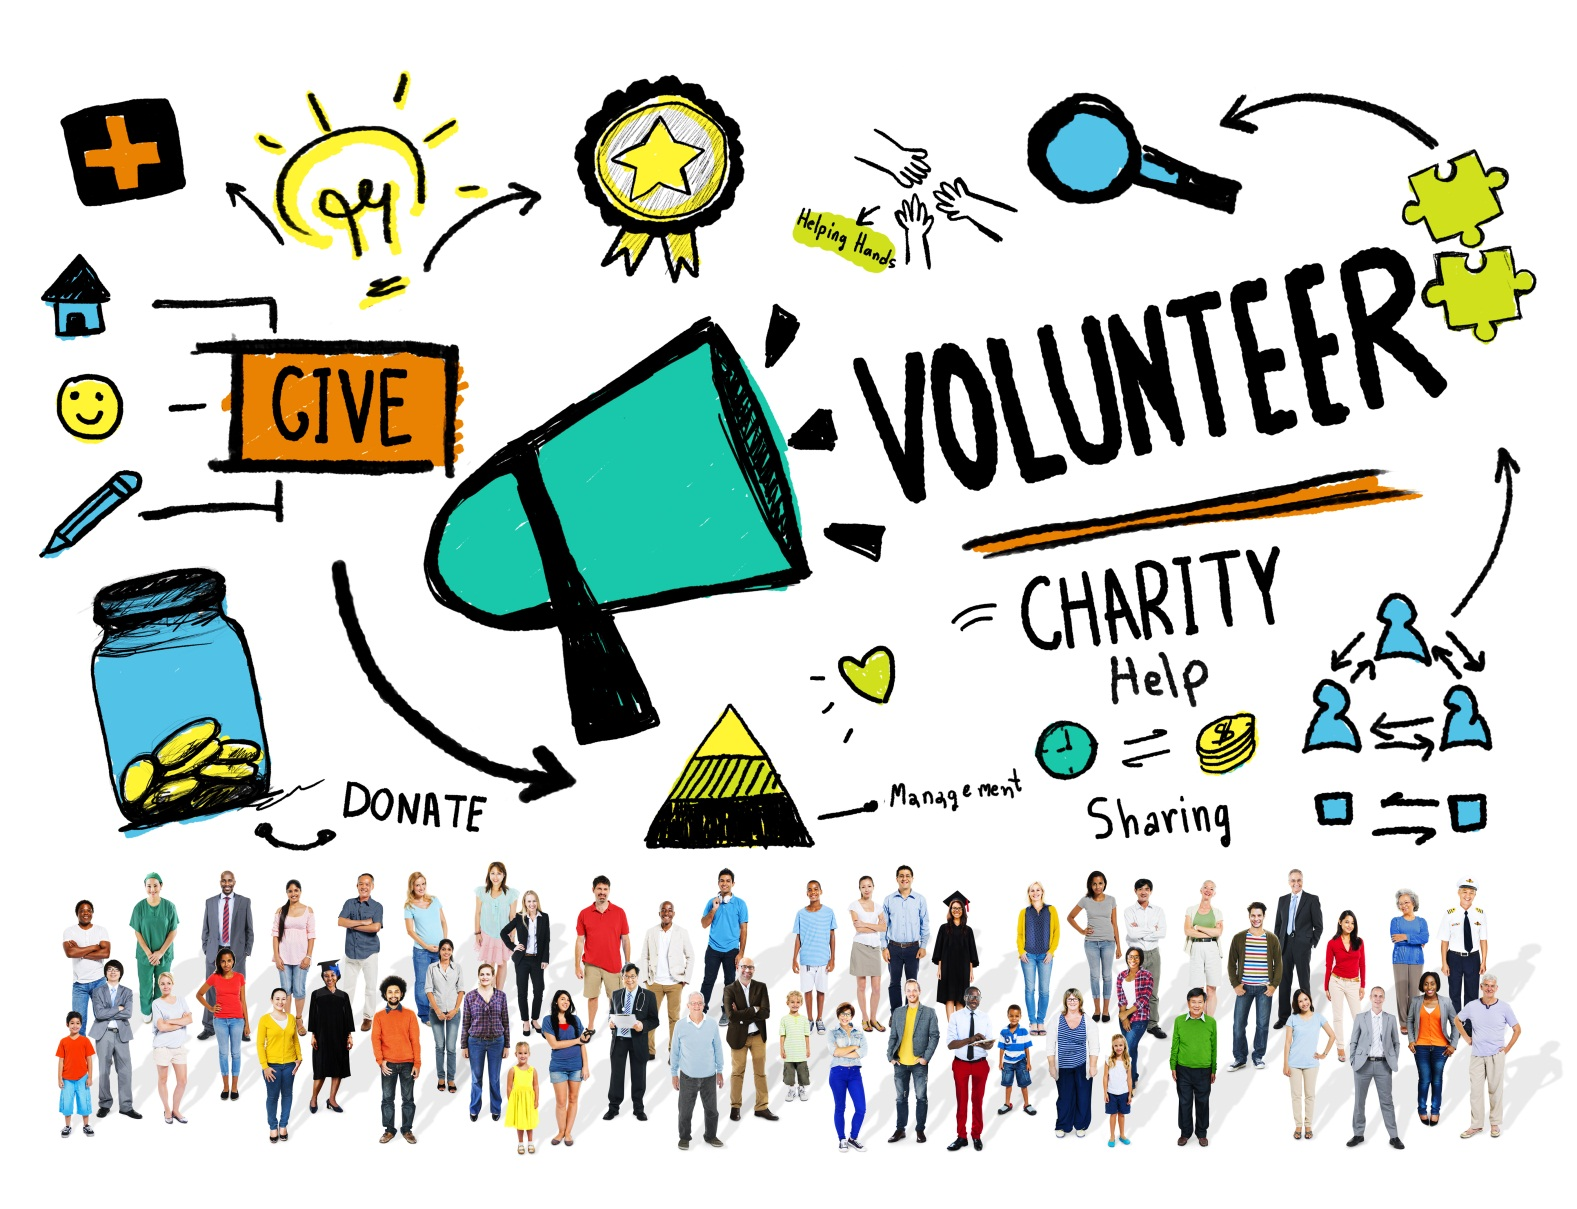 Helping Hands
VOLUNTEER
GIVE
CHARITY
Help
$
Management
DONATE
Sharing